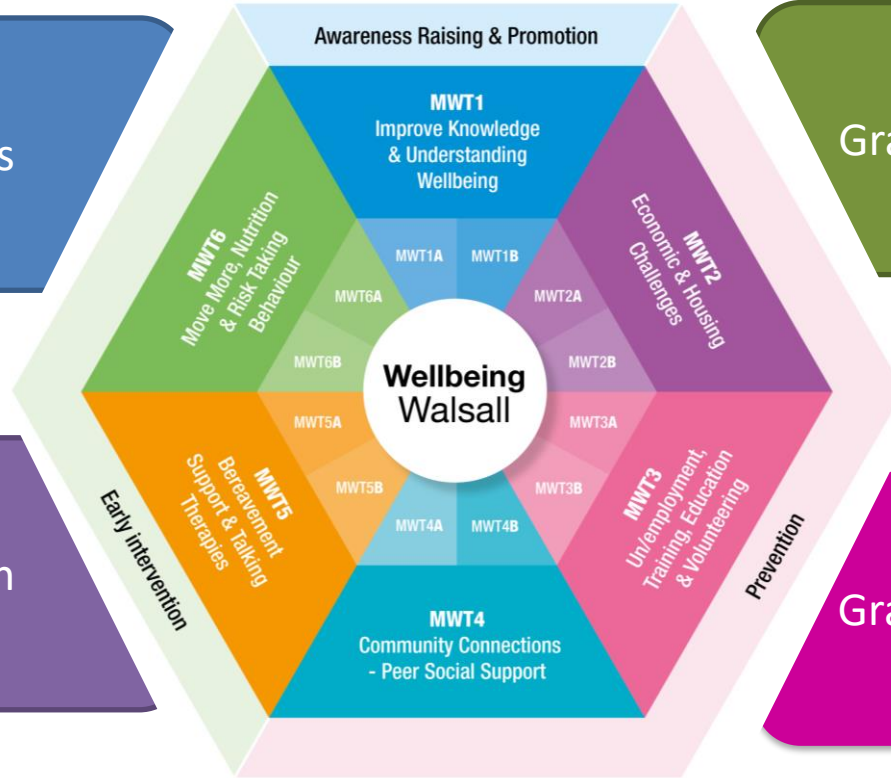 Awareness Raising & Promotion
MWT1
Improve Knowledge
& Understanding
Wellbeing
MWT1A
MWT1B
MWT2
Economic & Housing
Challenges
MWT2A
MWT2B
MWT3
Un/employment,
Training, Education
& Volunteering
MWT3A
MWT3B
Prevention
MWT4
Community Connections
- Peer Social Support
MWT4A
MWT4B
MWT5
Bereavement
Support & Talking
Therapies
MWT5A
MWT5B
Early intervention
MWT6
Move More, Nutrition
& Risk Taking
Behaviour
MWT6A
MWT6B
Wellbeing
Walsall